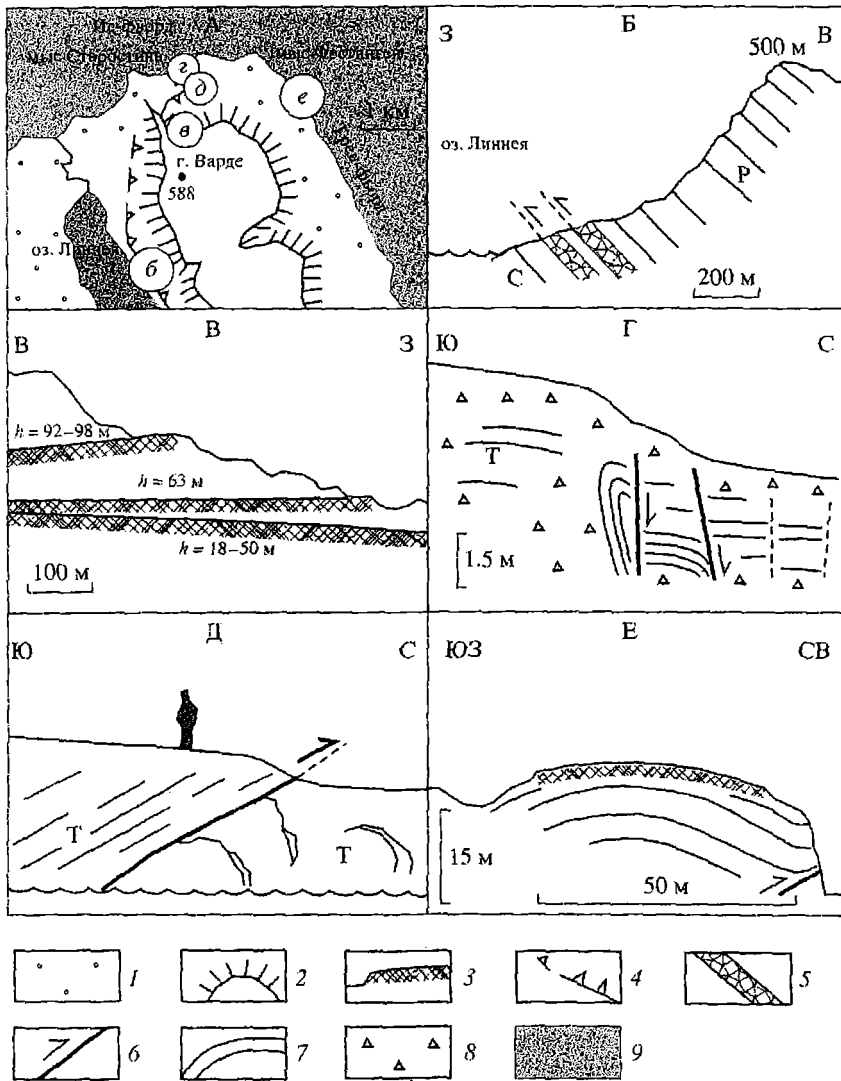 А
мыс Старостина
г
д
е
в
г. Варде
588
оз. Линнея
б
З Б В
500 м
оз. Линнея
Р
С
200 м
В В З
h = 92–98 м
h = 63 м
h = 18–50 м
100 м
Ю Г С
Т
1.5 м
Ю Д С
Т
Т
ЮЗ Е СВ
15 м
50 м
1
2
3
4
5
6
7
8
9